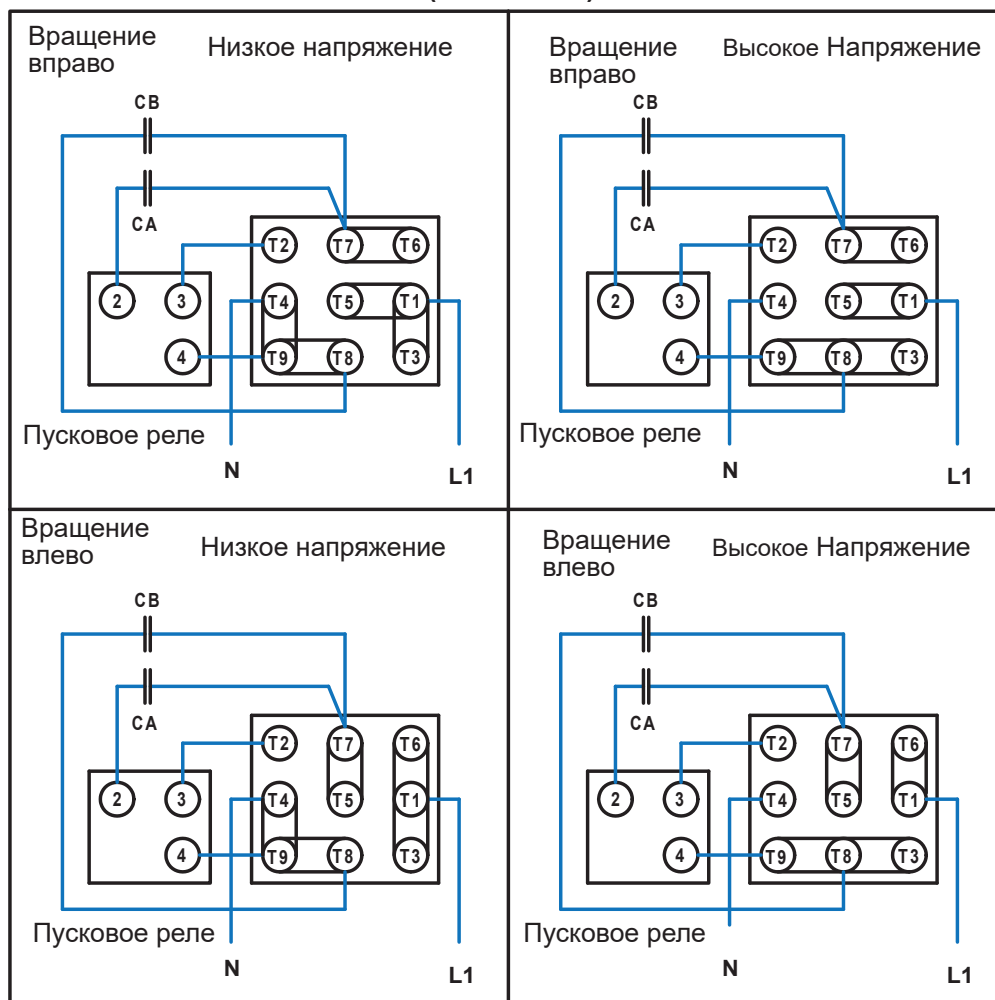 Вращение
вправо
Низкое напряжение
CB
CA
T2 T7 T6
2 3 T4 T5 T1
4 T9 T8 T3
Пусковое реле
N
L1
Вращение
вправо
Высокое Напряжение
CB
CA
T2 T7 T6
2 3 T4 T5 T1
4 T9 T8 T3
Пусковое реле
N
L1
Вращение
влево
Низкое напряжение
CB
CA
T2 T7 T6
2 3 T4 T5 T1
4 T9 T8 T3
Пусковое реле
N
L1
Вращение
влево
Высокое Напряжение
CB
CA
T2 T7 T6
2 3 T4 T5 T1
4 T9 T8 T3
Пусковое реле
N
L1